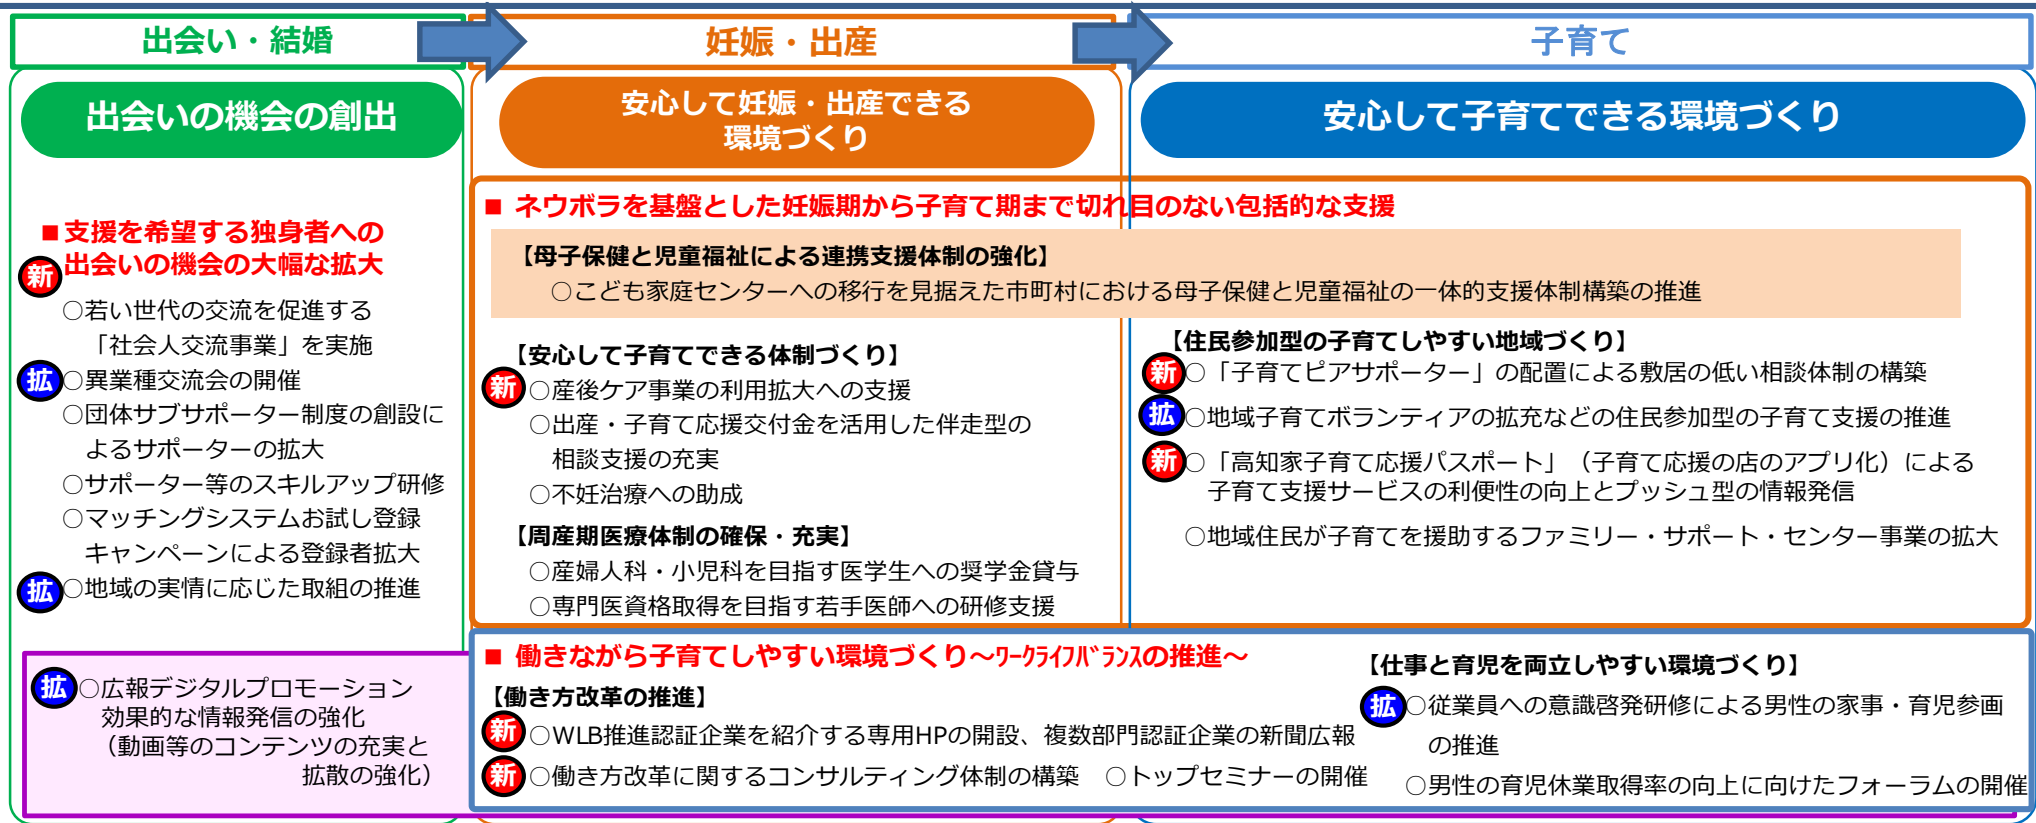 出会い・結婚
妊娠・出産
子育て
出会いの機会の創出
安心して妊娠・出産できる
環境づくり
安心して子育てできる環境づくり
■支援を希望する独身者への
出会いの機会の大幅な拡大
新
○若い世代の交流を促進する
「社会人交流事業」を実施
拡 ○異業種交流会の開催
○団体サブサポーター制度の創設に
よるサポーターの拡大
○サポーター等のスキルアップ研修
○マッチングシステムお試し登録
キャンペーンによる登録者拡大
拡 ○地域の実情に応じた取組の推進
拡 ○広報デジタルプロモーション
効果的な情報発信の強化
（動画等のコンテンツの充実と
拡散の強化）
■ ネウボラを基盤とした妊娠期から子育て期まで切れ目のない包括的な支援
【母子保健と児童福祉による連携支援体制の強化】
○こども家庭センターへの移行を見据えた市町村における母子保健と児童福祉の一体的支援体制構築の推進
【安心して子育てできる体制づくり】
新 ○産後ケア事業の利用拡大への支援
○出産・子育て応援交付金を活用した伴走型の
相談支援の充実
○不妊治療への助成
【周産期医療体制の確保・充実】
○産婦人科・小児科を目指す医学生への奨学金貸与
○専門医資格取得を目指す若手医師への研修支援
【住民参加型の子育てしやすい地域づくり】
新 ○「子育てピアサポーター」の配置による敷居の低い相談体制の構築
拡 ○地域子育てボランティアの拡充などの住民参加型の子育て支援の推進
新 ○「高知家子育て応援パスポート」（子育て応援の店のアプリ化）による
子育て支援サービスの利便性の向上とプッシュ型の情報発信
○地域住民が子育てを援助するファミリー・サポート・センター事業の拡大
■ 働きながら子育てしやすい環境づくり～ﾜｰｸﾗｲﾌﾊﾞﾗﾝｽの推進～
【働き方改革の推進】
新 ○WLB推進認証企業を紹介する専用HPの開設、複数部門認証企業の新聞広報
新 ○働き方改革に関するコンサルティング体制の構築　○トップセミナーの開催
【仕事と育児を両立しやすい環境づくり】
拡 ○従業員への意識啓発研修による男性の家事・育児参画
の推進
○男性の育児休業取得率の向上に向けたフォーラムの開催